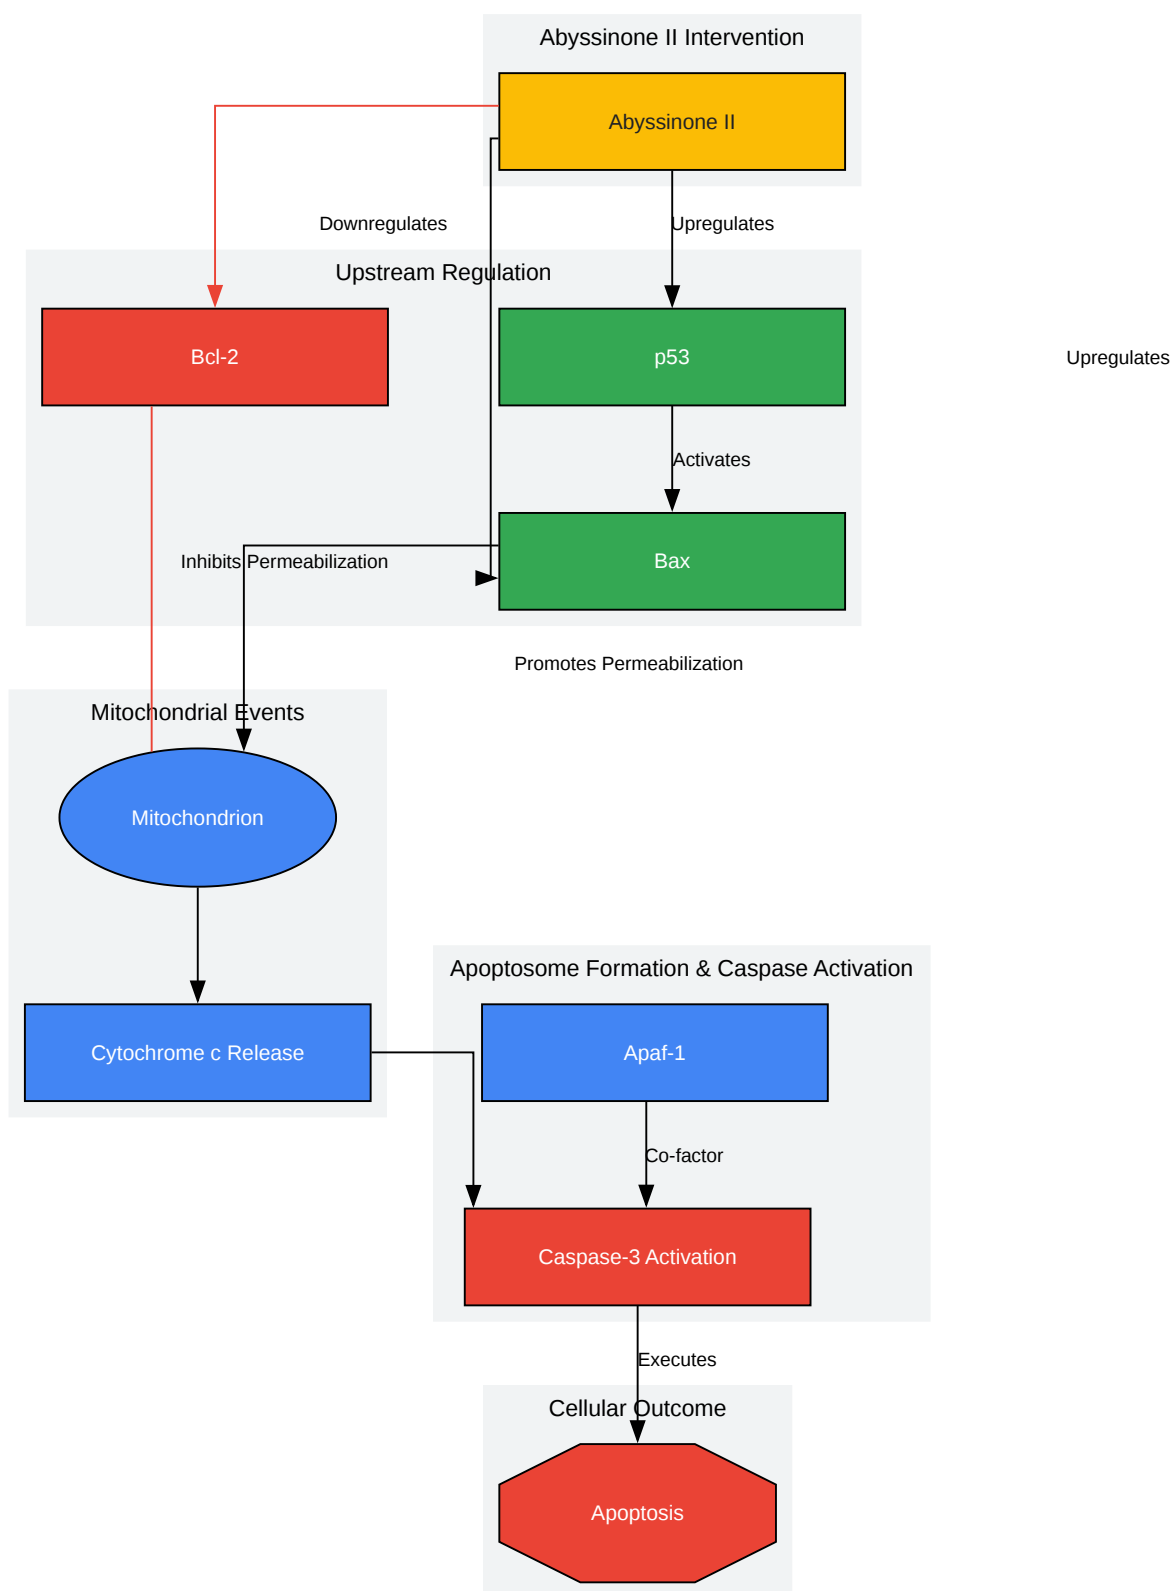 Abyssinone II Intervention
Abyssinone II
Downregulates
Upregulates
Upstream Regulation
Bcl-2
p53
Upregulates
Activates
Inhibits Permeabilization
Bax
Promotes Permeabilization
Mitochondrial Events
Mitochondrion
Apoptosome Formation & Caspase Activation
Cytochrome c Release
Apaf-1
Co-factor
Caspase-3 Activation
Executes
Cellular Outcome
Apoptosis